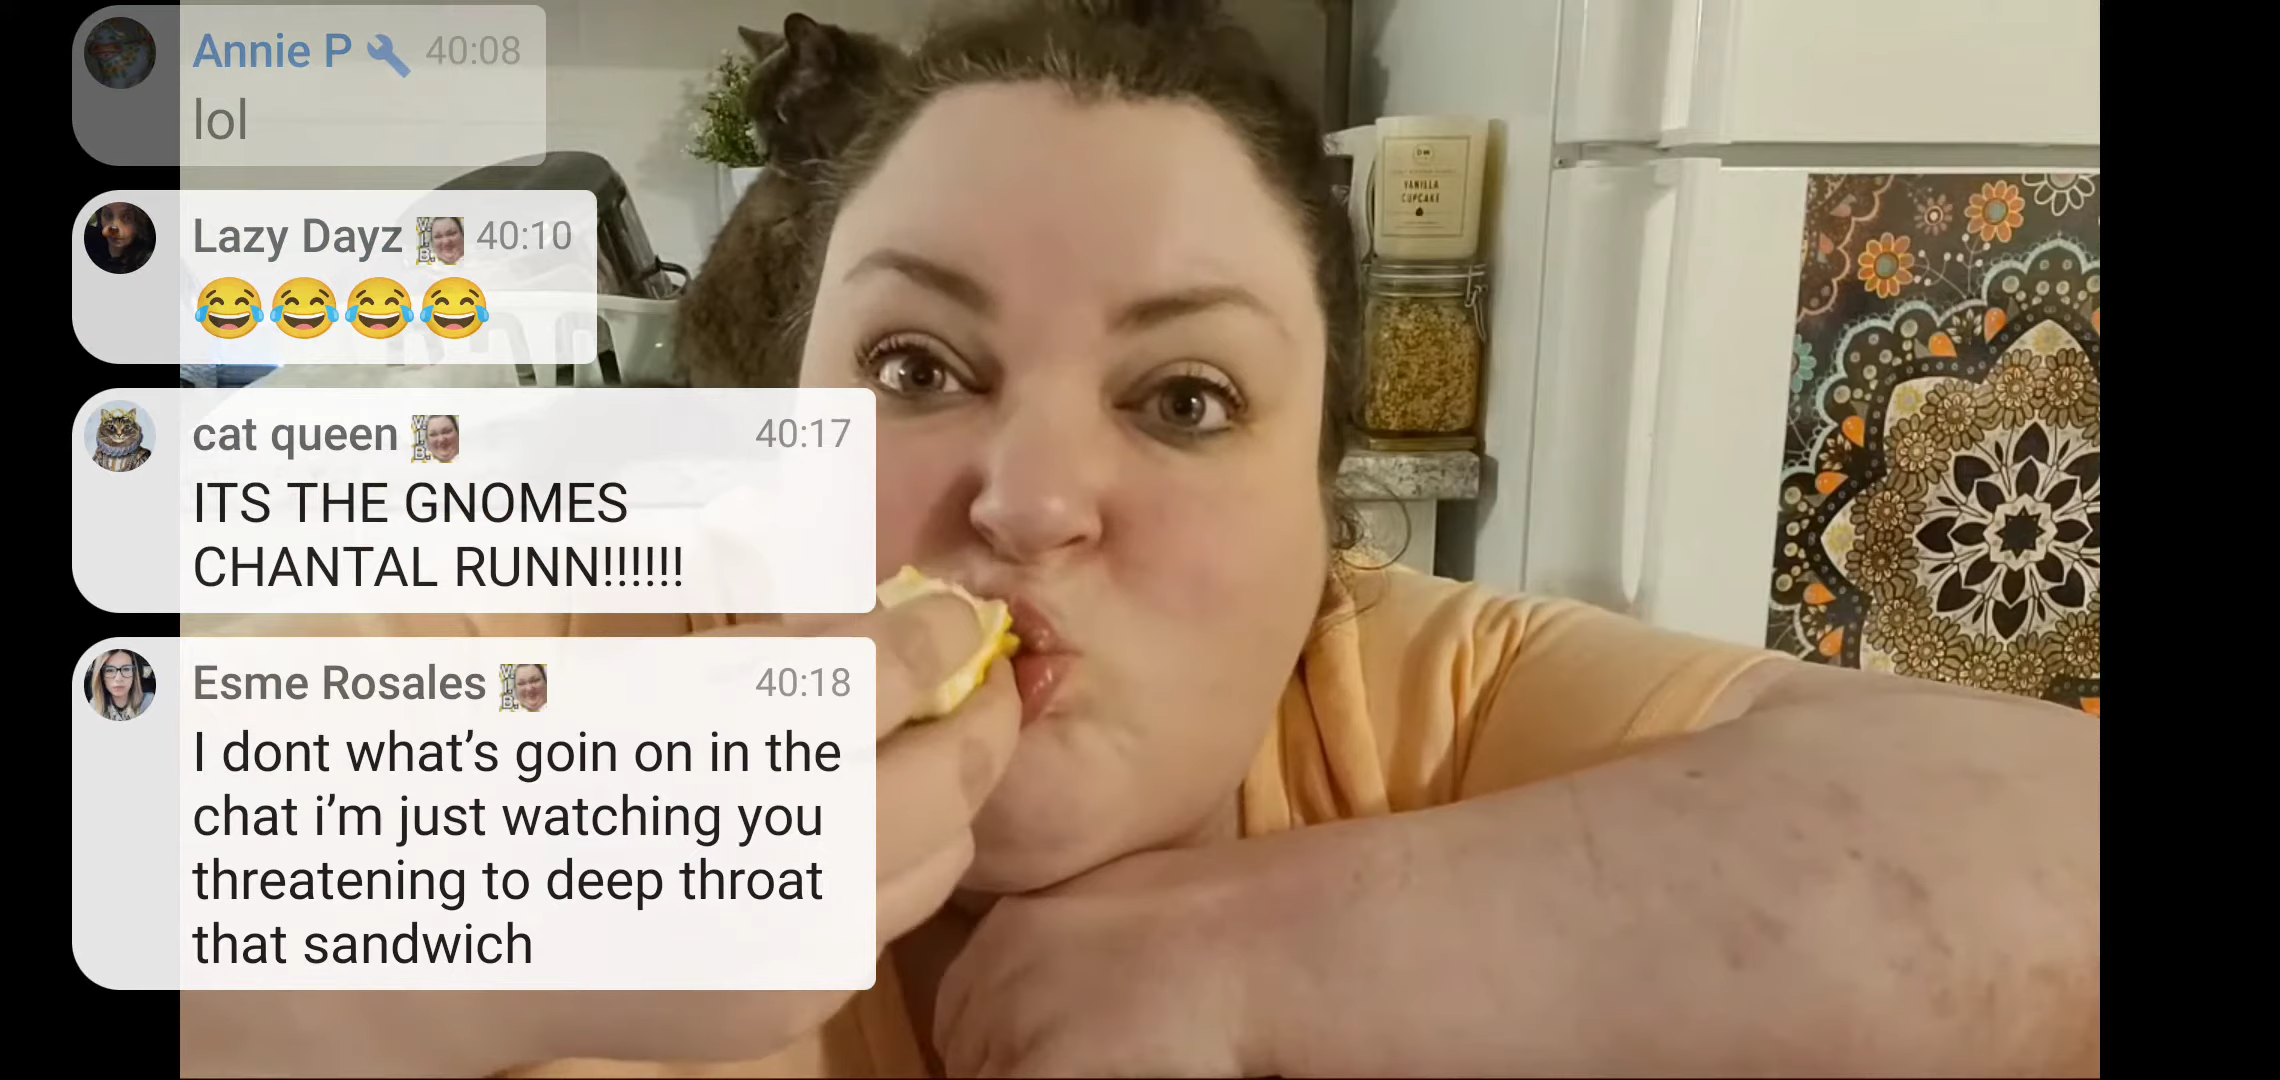 Annie P 40:08
lol
Lazy Dayz 40:10
😂😂😂😂
cat queen 40:17
ITS THE GNOMES
CHANTAL RUNN!!!!!!
Esme Rosales 40:18
I dont what's goin on in the
chat i'm just watching you
threatening to deep throat
that sandwich
VANILLA
CUPCAKE